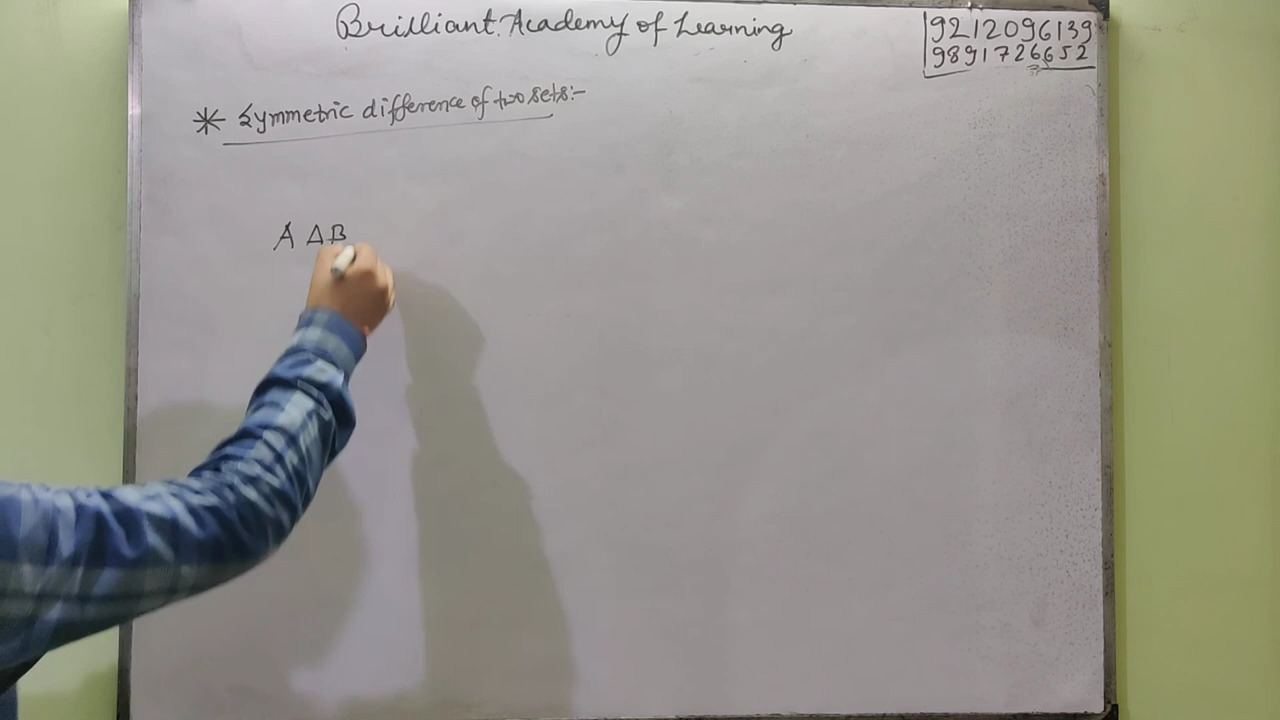 Brilliant Academy of Learning
9212096139
9891726652
* Symmetric difference of two sets:-
A Δ B